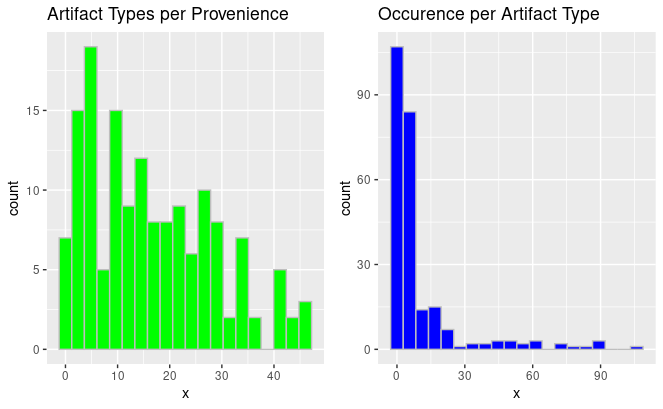 Artifact Types per Provenience
count
15
10
5
0
0 10 20 30 40
x
Occurence per Artifact Type
count
90
60
30
0
0 30 60 90
x